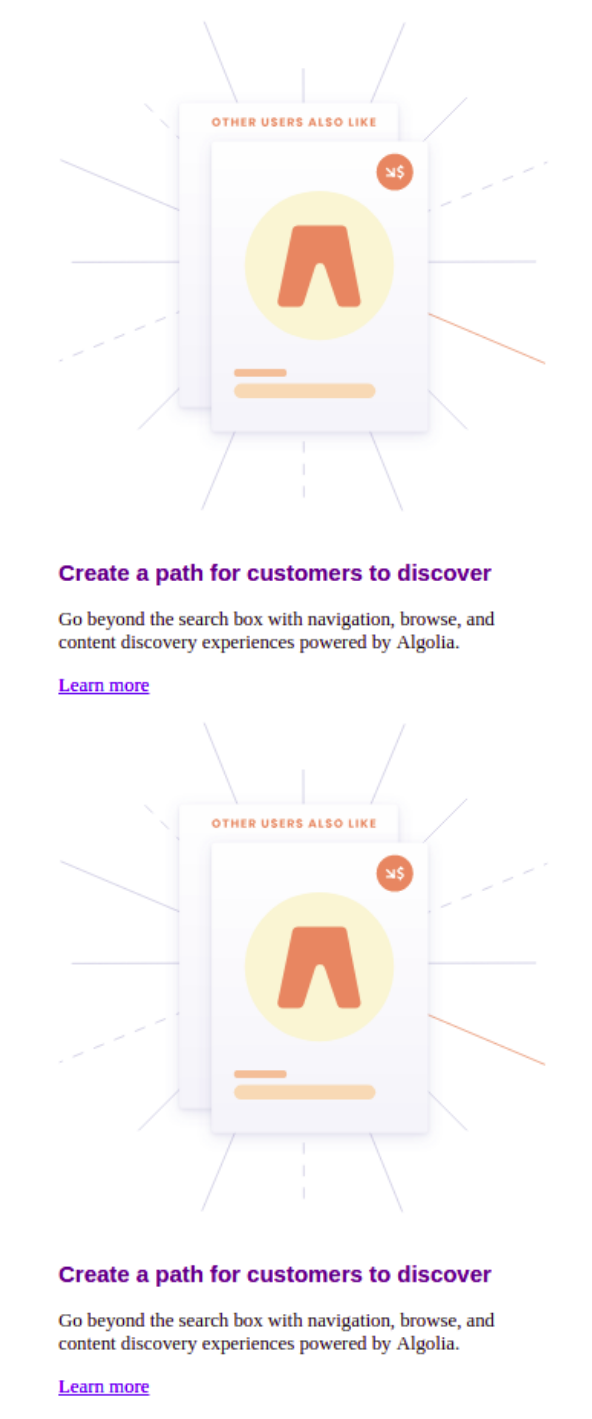 OTHER USERS ALSO LIKE
$
Create a path for customers to discover
Go beyond the search box with navigation, browse, and
content discovery experiences powered by Algolia.
Learn more
OTHER USERS ALSO LIKE
$
Create a path for customers to discover
Go beyond the search box with navigation, browse, and
content discovery experiences powered by Algolia.
Learn more